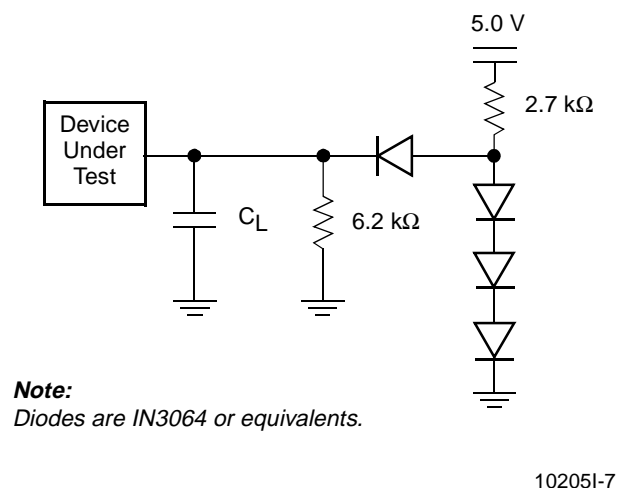 5.0 V
2.7 kΩ
Device
Under
Test
CL
6.2 kΩ
Note:
Diodes are IN3064 or equivalents.
10205I-7